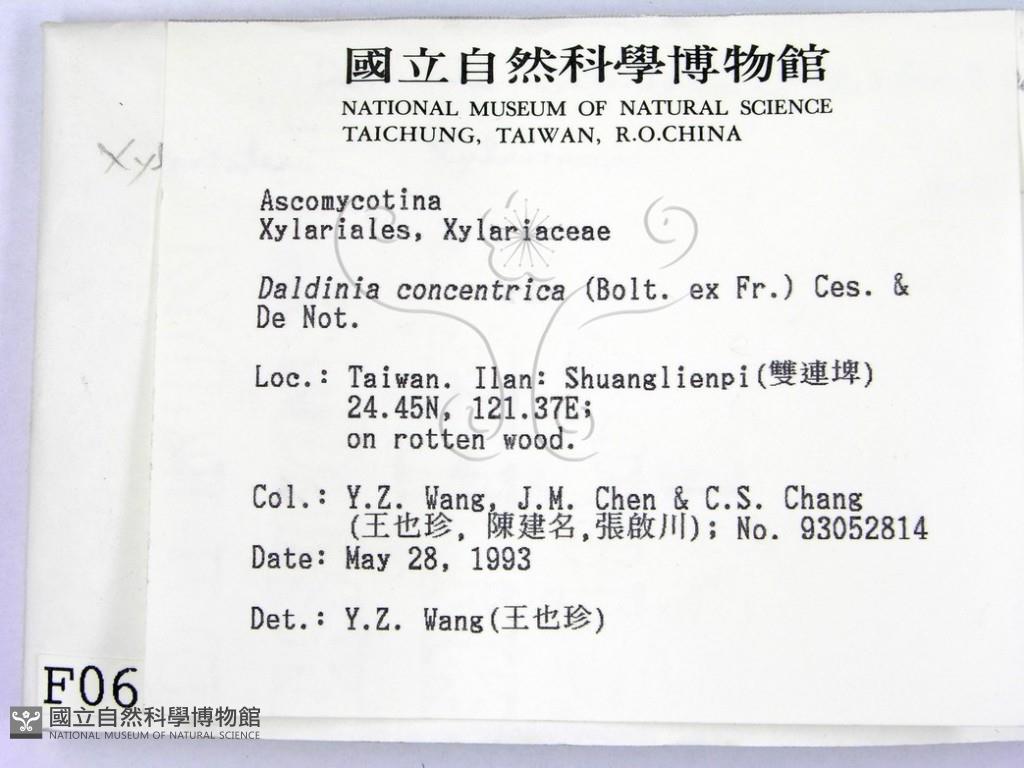 國立自然科學博物館
NATIONAL MUSEUM OF NATURAL SCIENCE
TAICHUNG, TAIWAN, R.O.CHINA
Xyl
Ascomycotina
Xylariales, Xylariaceae
Daldinia concentrica (Bolt. ex Fr.) Ces. &
De Not.
Loc.: Taiwan. Ilan: Shuanglienpi(雙連埤)
24.45N, 121.37E;
on rotten wood.
Col.: Y.Z. Wang, J.M. Chen & C.S. Chang
(王也珍, 陳建名,張啟川); No. 93052814
Date: May 28, 1993
Det.: Y.Z. Wang(王也珍)
F06
國立自然科學博物館
NATIONAL MUSEUM OF NATURAL SCIENCE